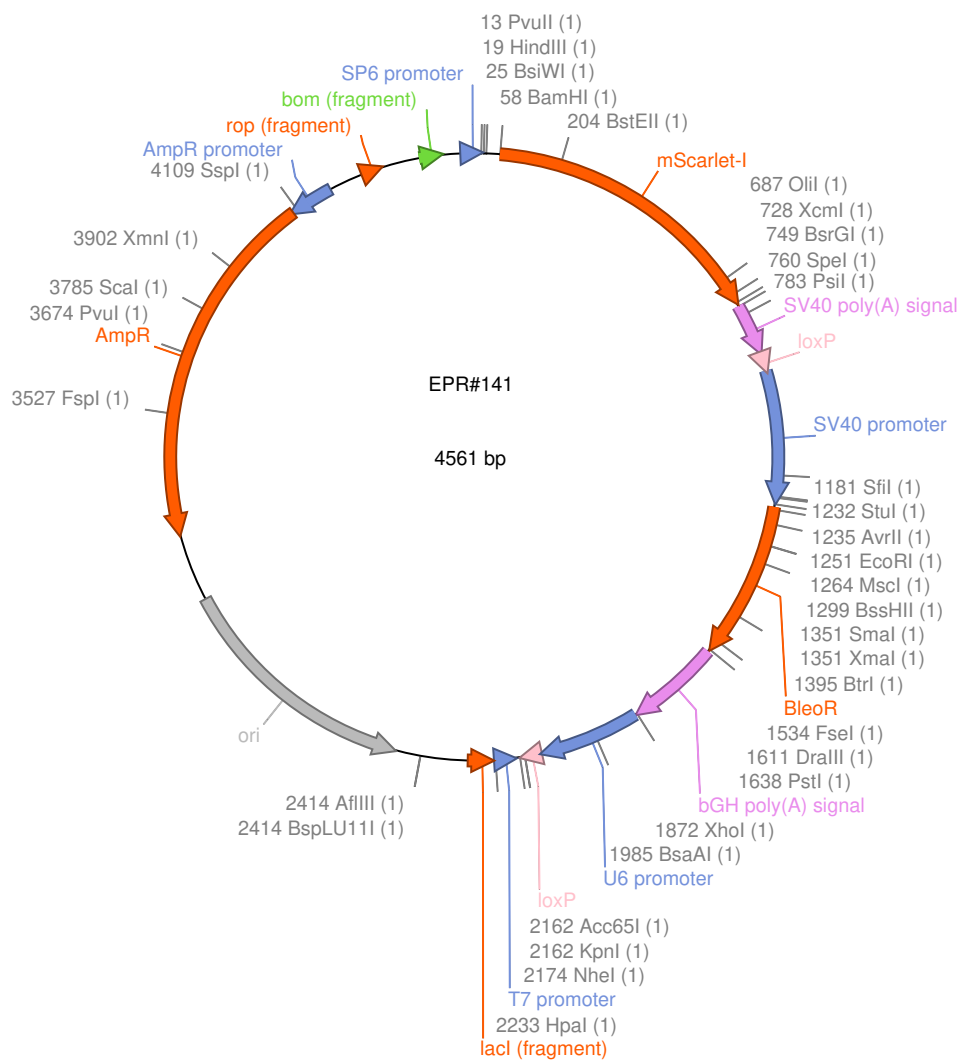 13 PvuII (1)
19 HindIII (1)
SP6 promoter
25 BsiWI (1)
bom (fragment)
58 BamHI (1)
rop (fragment)
204 BstEII (1)
AmpR promoter
mScarlet-I
4109 SspI (1)
687 OliI (1)
728 XcmI (1)
3902 XmnI (1)
749 BsrGI (1)
760 SpeI (1)
783 PsiI (1)
3785 ScaI (1)
SV40 poly(A) signal
3674 PvuI (1)
AmpR
loxP
EPR#141
3527 FspI (1)
SV40 promoter
4561 bp
1181 SfiI (1)
1232 StuI (1)
1235 AvrII (1)
1251 EcoRI (1)
1264 MscI (1)
1299 BssHII (1)
1351 SmaI (1)
1351 XmaI (1)
1395 BtrI (1)
BleoR
ori
1534 FseI (1)
1611 DraIII (1)
1638 PstI (1)
2414 AflIII (1)
bGH poly(A) signal
2414 BspLU11I (1)
1872 XhoI (1)
1985 BsaAI (1)
U6 promoter
loxP
2162 Acc65I (1)
2162 KpnI (1)
2174 NheI (1)
T7 promoter
2233 HpaI (1)
lacI (fragment)